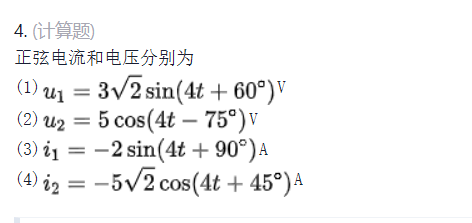 4. (计算题)
正弦电流和电压分别为
(1) u₁ = 3√2 sin(4t + 60°)V
(2) u₂ = 5 cos(4t − 75°)V
(3) i₁ = −2 sin(4t + 90°)A
(4) i₂ = −5√2 cos(4t + 45°)A